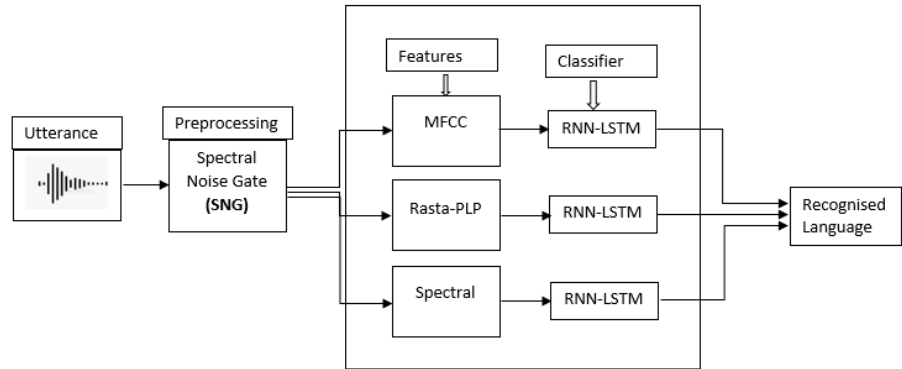 Utterance
Preprocessing
Spectral
Noise Gate
(SNG)
Features
Classifier
MFCC
RNN-LSTM
Rasta-PLP
RNN-LSTM
Spectral
RNN-LSTM
Recognised
Language